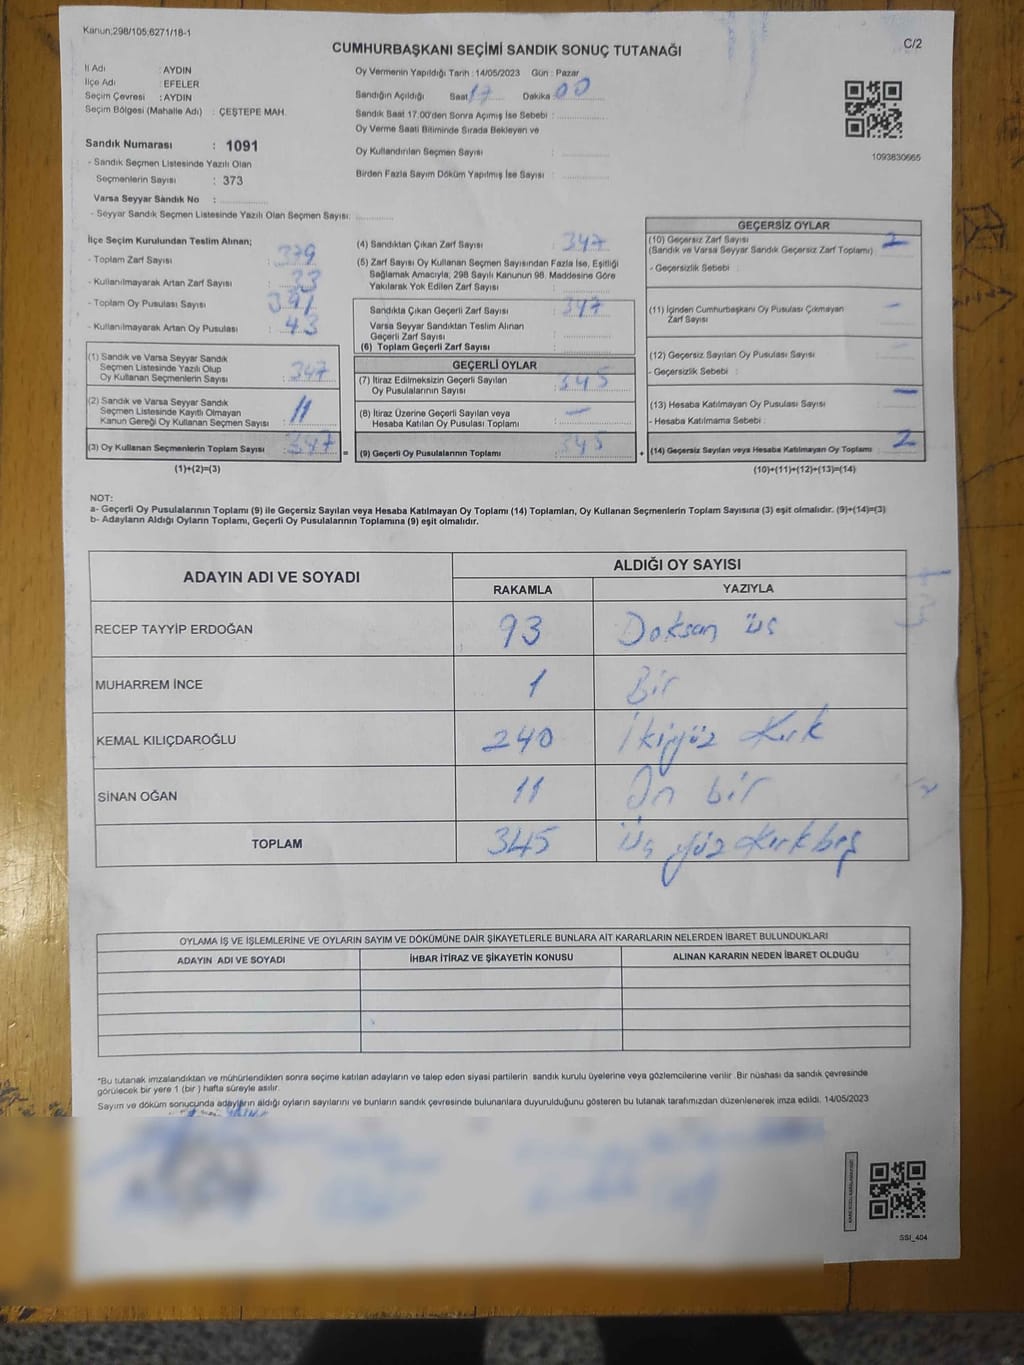 Kanun;298/105,6271/18-1
CUMHURBAŞKANI SEÇİMİ SANDIK SONUÇ TUTANAĞI
C/2
İl Adı : AYDIN
İlçe Adı : EFELER
Seçim Çevresi : AYDIN
Seçim Bölgesi (Mahalle Adı) : ÇEŞTEPE MAH.
Sandık Numarası : 1091
- Sandık Seçmen Listesinde Yazılı Olan
Seçmenlerin Sayısı : 373
Varsa Seyyar Sandık No :
- Seyyar Sandık Seçmen Listesinde Yazılı Olan Seçmen Sayısı:
Oy Vermenin Yapıldığı Tarih : 14/05/2023 Gün : Pazar
Sandığın Açıldığı Saat 17 Dakika 00
Sandık Saat 17:00'den Sonra Açımış İse Sebebi :
Oy Verme Saati Bitiminde Sırada Bekleyen ve
Oy Kullandırılan Seçmen Sayısı :
Birden Fazla Sayım Döküm Yapılmış İse Sayısı :
1093830665
İlçe Seçim Kurulundan Teslim Alınan;
- Toplam Zarf Sayısı : 379
- Kullanılmayarak Artan Zarf Sayısı : 33
- Toplam Oy Pusulası Sayısı : 391
- Kullanılmayarak Artan Oy Pusulası : 43
(1) Sandık ve Varsa Seyyar Sandık
Seçmen Listesinde Yazılı Olup
Oy Kullanan Seçmenlerin Sayısı : 347
(2) Sandık ve Varsa Seyyar Sandık
Seçmen Listesinde Kayıtlı Olmayan
Kanun Gereği Oy Kullanan Seçmen Sayısı :
(3) Oy Kullanan Seçmenlerin Toplam Sayısı : 347
(1)+(2)=(3)
(4) Sandıktan Çıkan Zarf Sayısı : 347
(5) Zarf Sayısı Oy Kullanan Seçmen Sayısından Fazla İse, Eşitliği
Sağlamak Amacıyla, 298 Sayılı Kanunun 98. Maddesine Göre
Yakılarak Yok Edilen Zarf Sayısı :
Sandıkta Çıkan Geçerli Zarf Sayısı : 347
Varsa Seyyar Sandıktan Teslim Alınan
Geçerli Zarf Sayısı :
(6) Toplam Geçerli Zarf Sayısı :
GEÇERLİ OYLAR
(7) İtiraz Edilmeksizin Geçerli Sayılan
Oy Pusulalarının Sayısı : 345
(8) İtiraz Üzerine Geçerli Sayılan veya
Hesaba Katılan Oy Pusulası Toplamı : -
= (9) Geçerli Oy Pusulalarının Toplamı : 345
GEÇERSİZ OYLAR
(10) Geçersiz Zarf Sayısı : 2
(Sandık ve Varsa Seyyar Sandık Geçersiz Zarf Toplamı)
- Geçersizlik Sebebi :
(11) İçinden Cumhurbaşkanı Oy Pusulası Çıkmayan : -
Zarf Sayısı
(12) Geçersiz Sayılan Oy Pusulası Sayısı : -
- Geçersizlik Sebebi :
(13) Hesaba Katılmayan Oy Pusulası Sayısı : -
- Hesaba Katılmama Sebebi :
+ (14) Geçersiz Sayılan veya Hesaba Katılmayan Oy Toplamı : 2
(10)+(11)+(12)+(13)=(14)
NOT:
a- Geçerli Oy Pusulalarının Toplamı (9) ile Geçersiz Sayılan veya Hesaba Katılmayan Oy Toplamı (14) Toplamları, Oy Kullanan Seçmenlerin Toplam Sayısına (3) eşit olmalıdır. (9)+(14)=(3)
b- Adayların Aldığı Oyların Toplamı, Geçerli Oy Pusulalarının Toplamına (9) eşit olmalıdır.
ADAYIN ADI VE SOYADI
ALDIĞI OY SAYISI
RAKAMLA YAZIYLA
RECEP TAYYİP ERDOĞAN 93 Doksan üç
MUHARREM İNCE 1 Bir
KEMAL KILIÇDAROĞLU 240 İkiyüz Kırk
SİNAN OĞAN 11 On bir
TOPLAM 345 Üç yüz Kırkbeş
OYLAMA İŞ VE İŞLEMLERİNE VE OYLARIN SAYIM VE DÖKÜMÜNE DAİR ŞİKAYETLERLE BUNLARA AİT KARARLARIN NELERDEN İBARET BULUNDUKLARI
ADAYIN ADI VE SOYADI İHBAR İTİRAZ VE ŞİKAYETİN KONUSU ALINAN KARARIN NEDEN İBARET OLDUĞU
*Bu tutanak imzalandıktan ve mühürlendikten sonra seçime katılan adayların ve talep eden siyasi partilerin sandık kurulu üyelerine veya gözlemcilerine verilir. Bir nüshası da sandık çevresinde
görülecek bir yere 1 (bir ) hafta süreyle asılır.
Sayım ve döküm sonucunda adayların aldığı oyların sayılarını ve bunların sandık çevresinde bulunanlara duyurulduğunu gösteren bu tutanak tarafımızdan düzenlenerek imza edildi. 14/05/2023
SSI_404